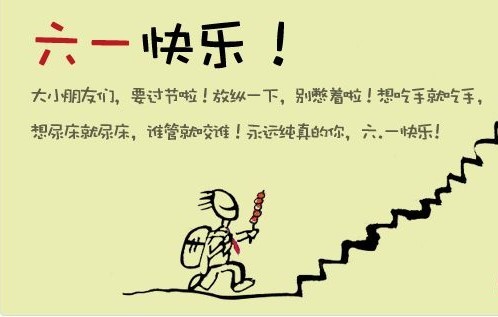 六一快乐！
大小朋友们，要过节啦！放纵一下，别憋着啦！想吃手就吃手，
想尿床就尿床，谁管就咬谁！永远纯真的你，六.一快乐！